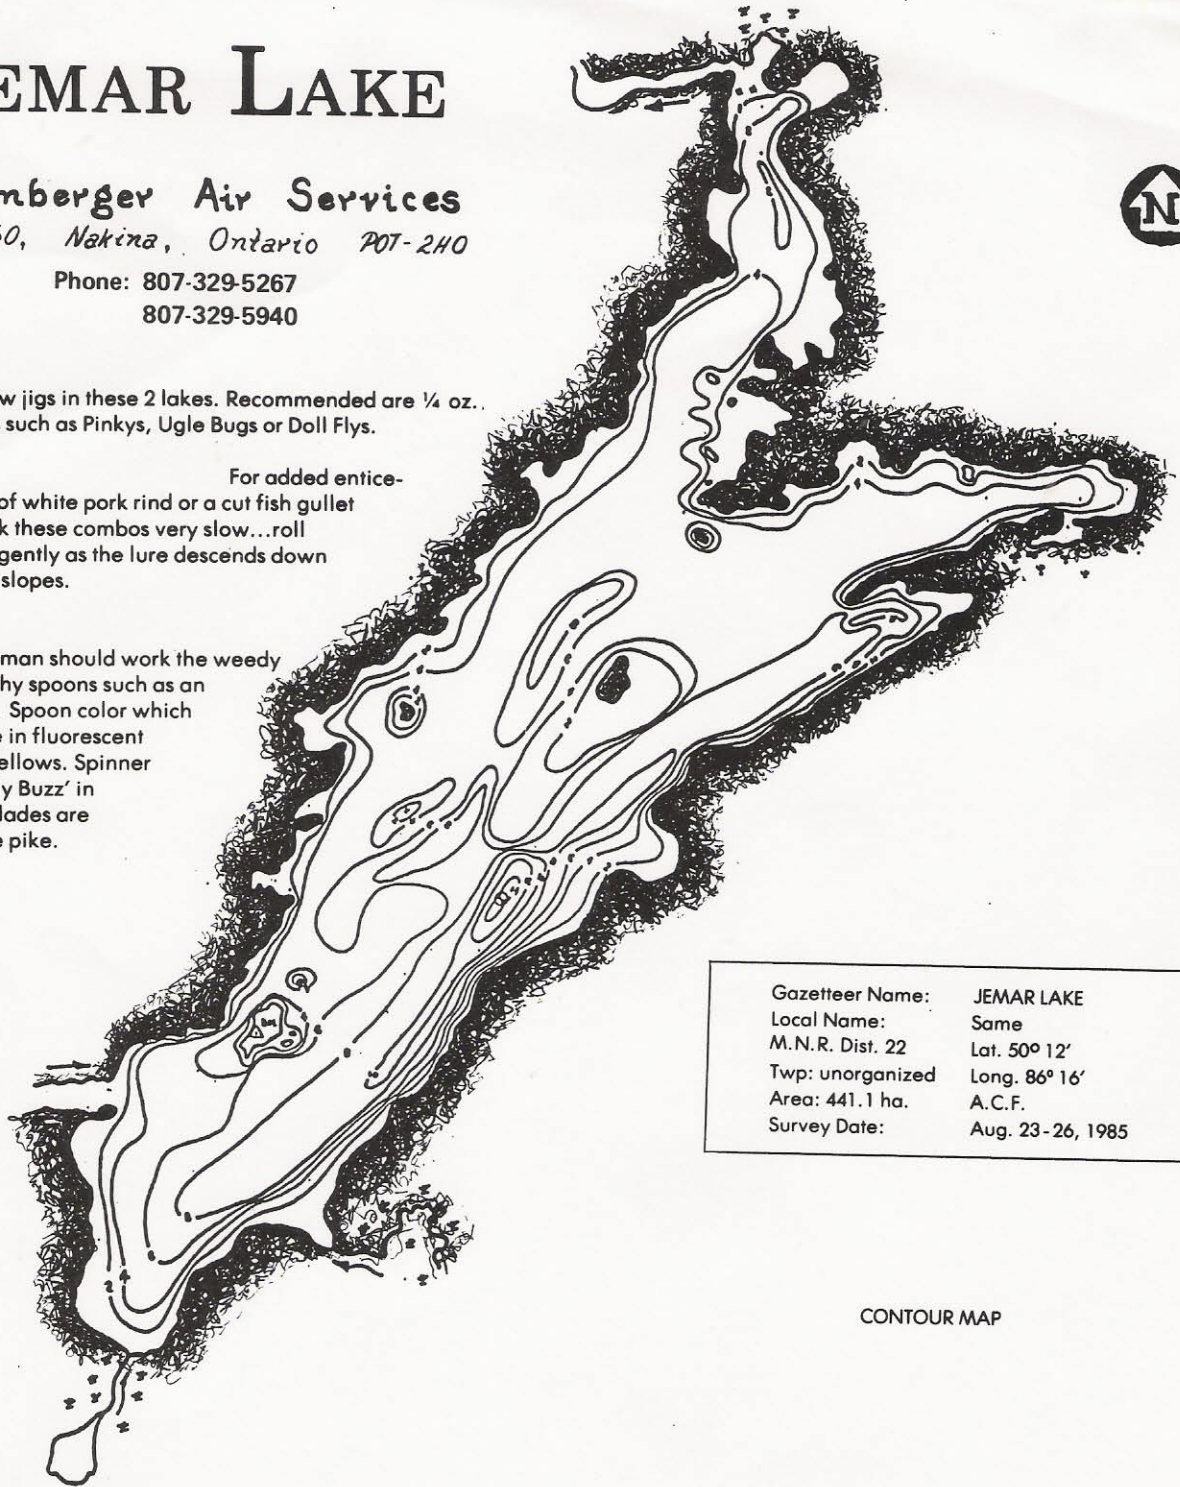 EMAR LAKE
nberger Air Services
0, Nakina, Ontario POT-2HO
Phone: 807-329-5267
807-329-5940
N
w jigs in these 2 lakes. Recommended are ¼ oz..
such as Pinkys, Ugle Bugs or Doll Flys.
For added entice-
of white pork rind or a cut fish gullet
k these combos very slow...roll
gently as the lure descends down
slopes.
man should work the weedy
hy spoons such as an
Spoon color which
e in fluorescent
ellows. Spinner
y Buzz' in
lades are
e pike.
Gazetteer Name: JEMAR LAKE
Local Name: Same
M.N.R. Dist. 22 Lat. 50º 12′
Twp: unorganized Long. 86º 16′
Area: 441.1 ha. A.C.F.
Survey Date: Aug. 23-26, 1985
CONTOUR MAP